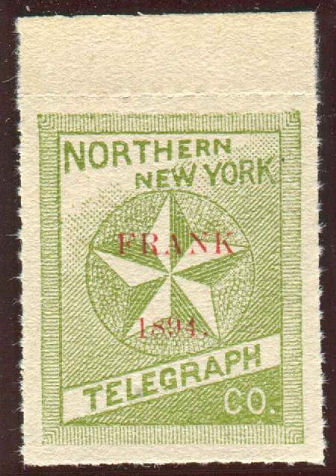 NORTHERN
NEW YORK
FRANK
1894.
TELEGRAPH
CO.